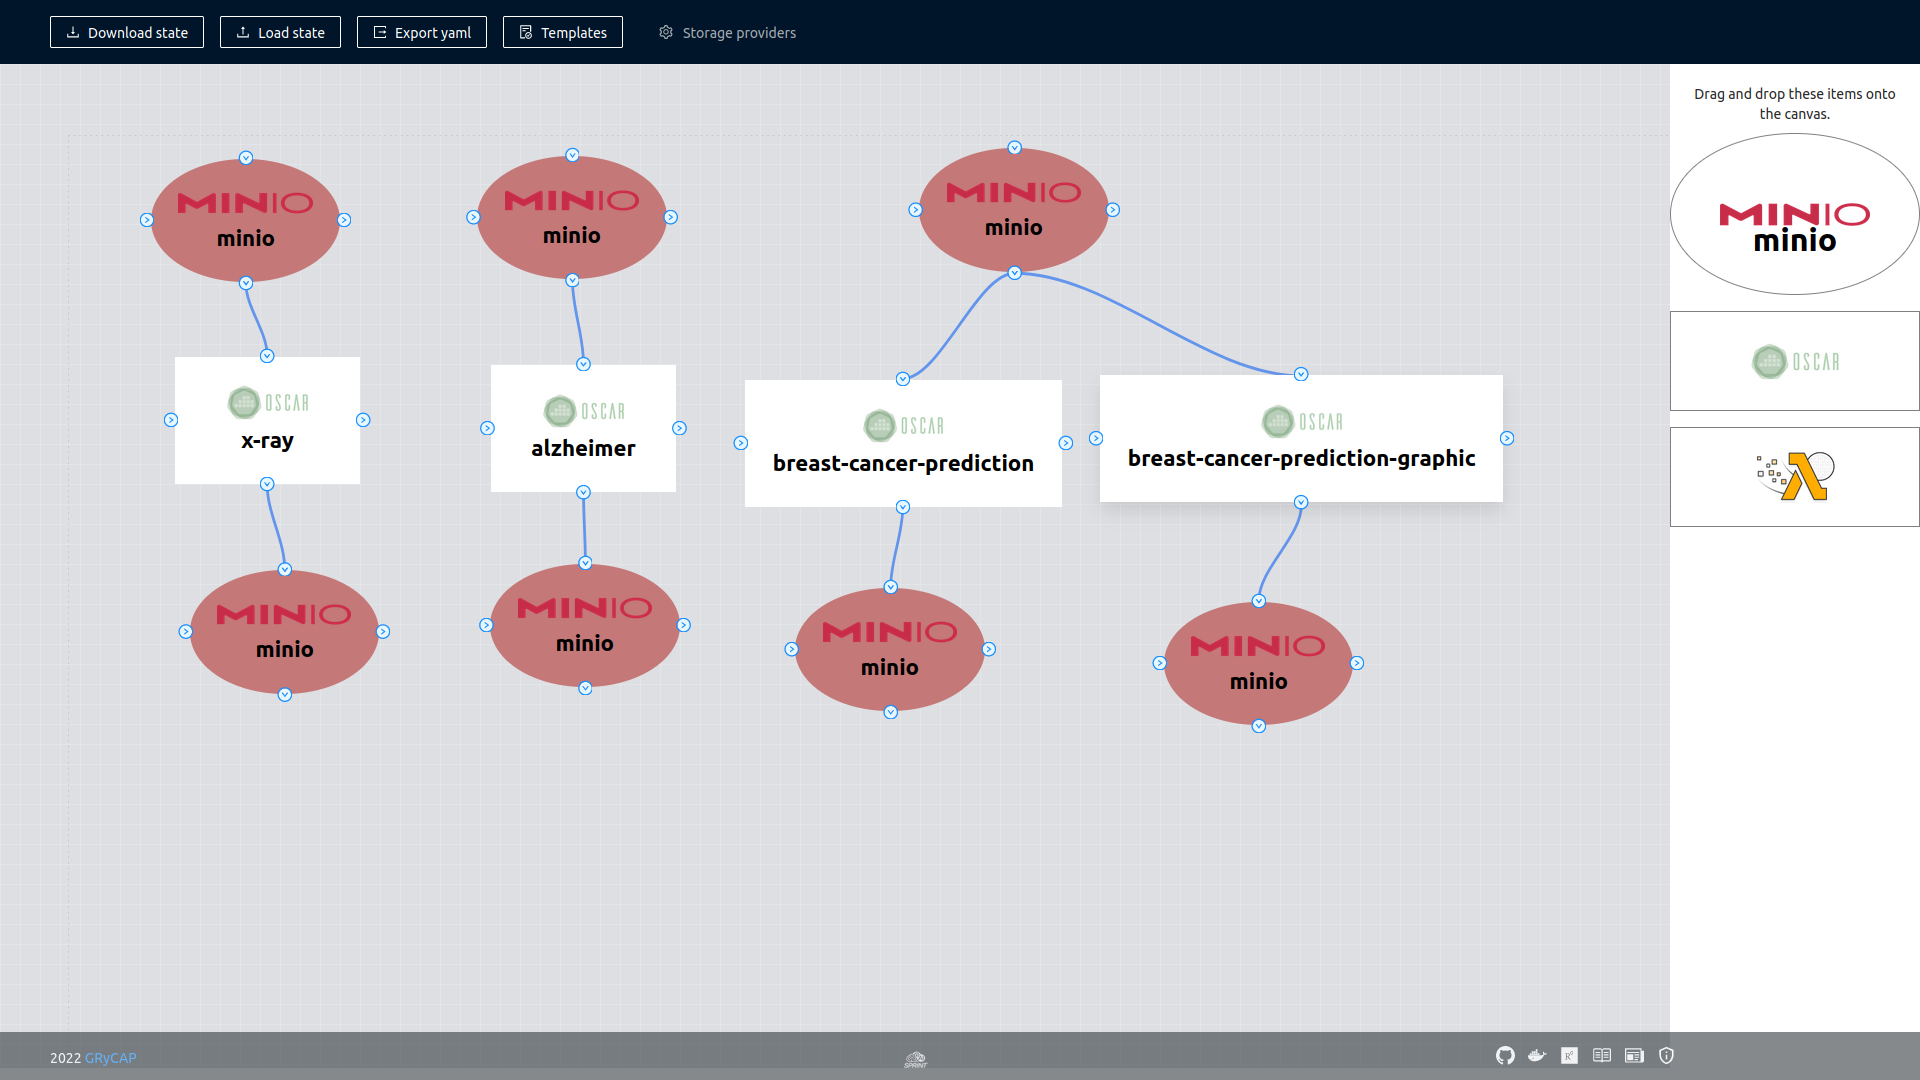 Download state
Load state
Export yaml
Templates
Storage providers
Drag and drop these items onto
the canvas.
MINIO
minio
MINIO
minio
MINIO
minio
MINIO
minio
OSCAR
OSCAR
x-ray
OSCAR
alzheimer
OSCAR
breast-cancer-prediction
OSCAR
breast-cancer-prediction-graphic
MINIO
minio
MINIO
minio
MINIO
minio
MINIO
minio
2022 GRyCAP
SPRINT